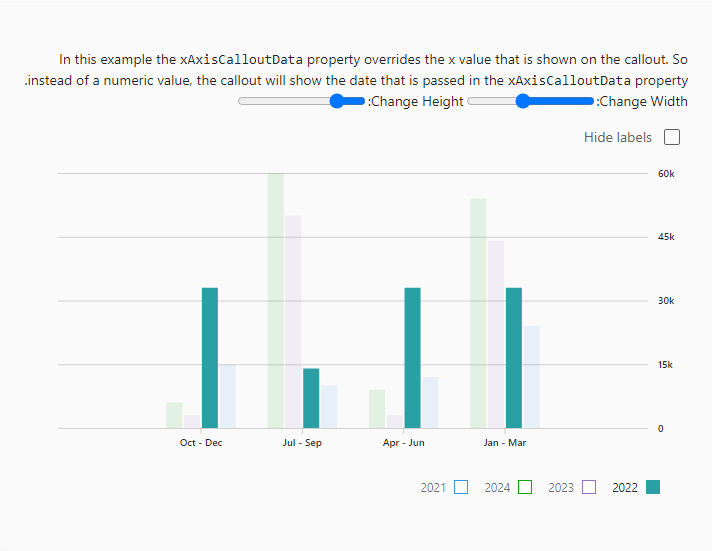 In this example the xAxisCalloutData property overrides the x value that is shown on the callout. So
.instead of a numeric value, the callout will show the date that is passed in the xAxisCalloutData property
:Change Width
:Change Height
Hide labels
60k
45k
30k
15k
0
Oct - Dec
Jul - Sep
Apr - Jun
Jan - Mar
2021
2024
2023
2022